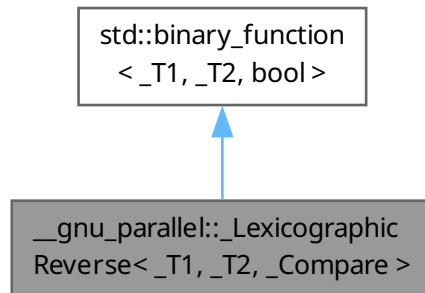 std::binary_function
< _T1, _T2, bool >
__gnu_parallel::_Lexicographic
Reverse< _T1, _T2, _Compare >